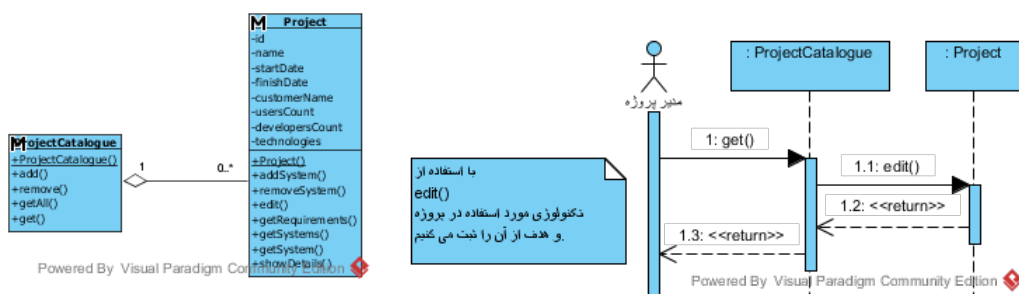 Project
-id
-name
-startDate
-finishDate
-customerName
-usersCount
-developersCount
-technologies
+Project()
+addSystem()
+removeSystem()
+edit()
+getRequirements()
+getSystems()
+getSystem()
+showDetails()
ProjectCatalogue
+ProjectCatalogue()
+add()
+remove()
+getAll()
+get()
1
0..*
Powered By Visual Paradigm Community Edition
با استفاده از
edit()
تکنولوژی مورد استفاده در پروژه
و هدف از آن را ثبت می کنیم.
مدیر پروژه
: ProjectCatalogue
: Project
1: get()
1.1: edit()
1.2: <<return>>
1.3: <<return>>
Powered By Visual Paradigm Community Edition